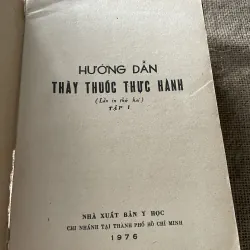 HƯỚNG DẪN
THẦY THUỐC THỰC HÀNH
(Lần in thứ hai)
TẬP I
NHÀ XUẤT BẢN Y HỌC
CHI NHÁNH TẠI THÀNH PHỐ HỒ CHÍ MINH
1976